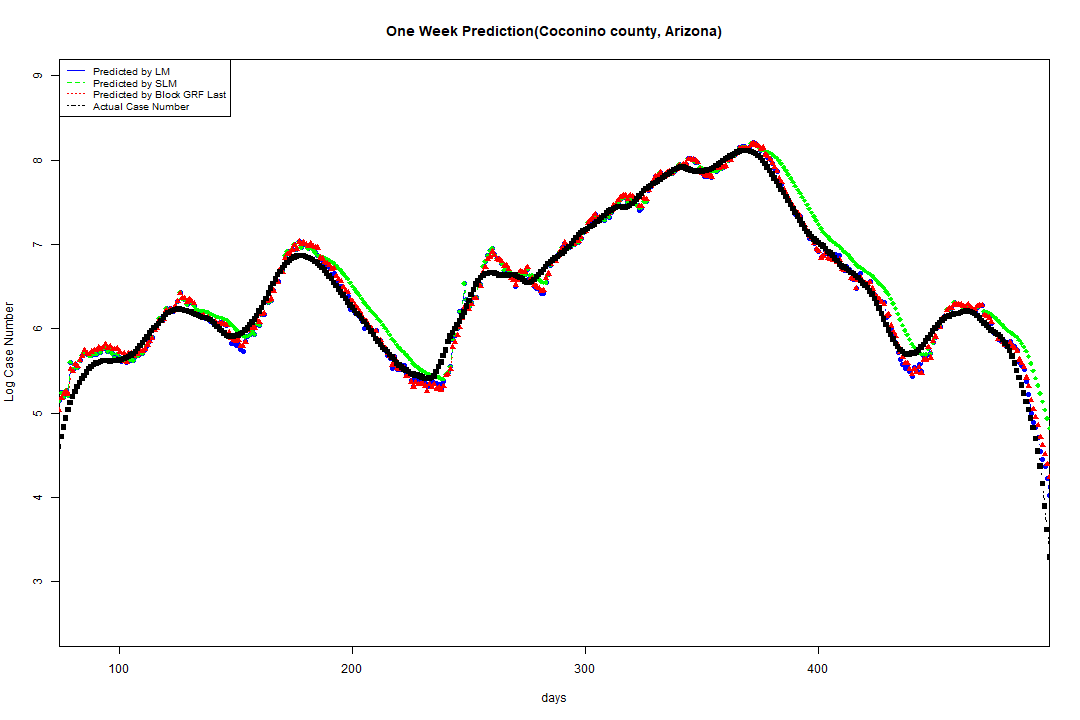 One Week Prediction(Coconino county, Arizona)
Predicted by LM
Predicted by SLM
Predicted by Block GRF Last
Actual Case Number
9
8
7
6
5
4
3
Log Case Number
100 200 300 400
days